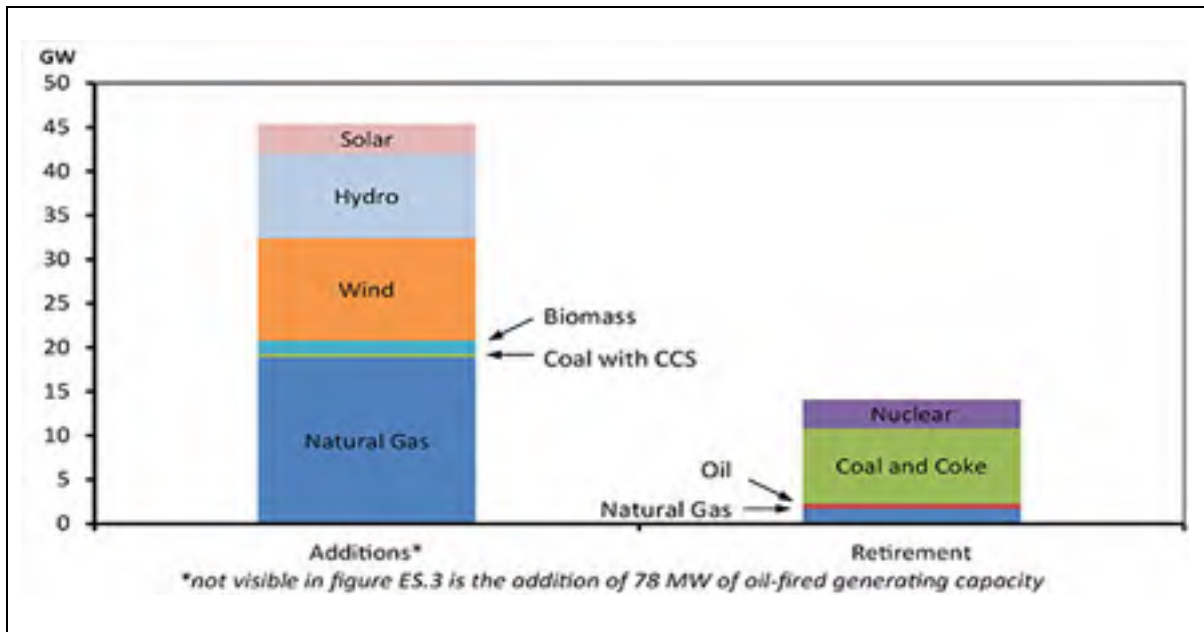 GW
50
45
40
35
30
25
20
15
10
5
0
Solar
Hydro
Wind
Biomass
Coal with CCS
Natural Gas
Nuclear
Coal and Coke
Oil
Natural Gas
Additions*
Retirement
*not visible in figure ES.3 is the addition of 78 MW of oil-fired generating capacity